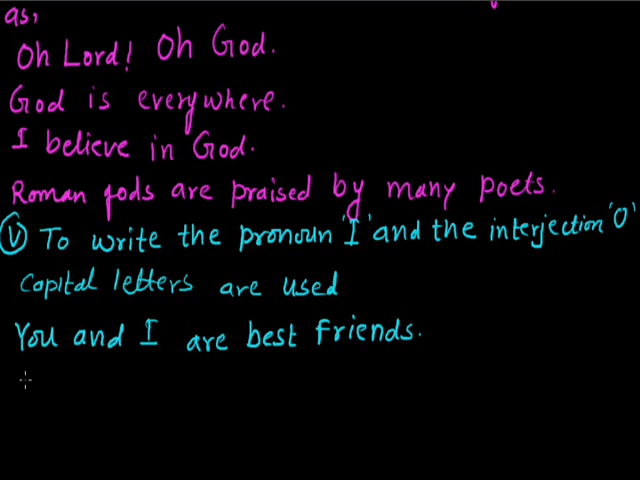 as,
Oh Lord! Oh God.
God is everywhere.
I believe in God.
Roman gods are praised by many poets.
(V) To write the pronoun 'I' and the interjection 'O'
capital letters are used
You and I are best friends.